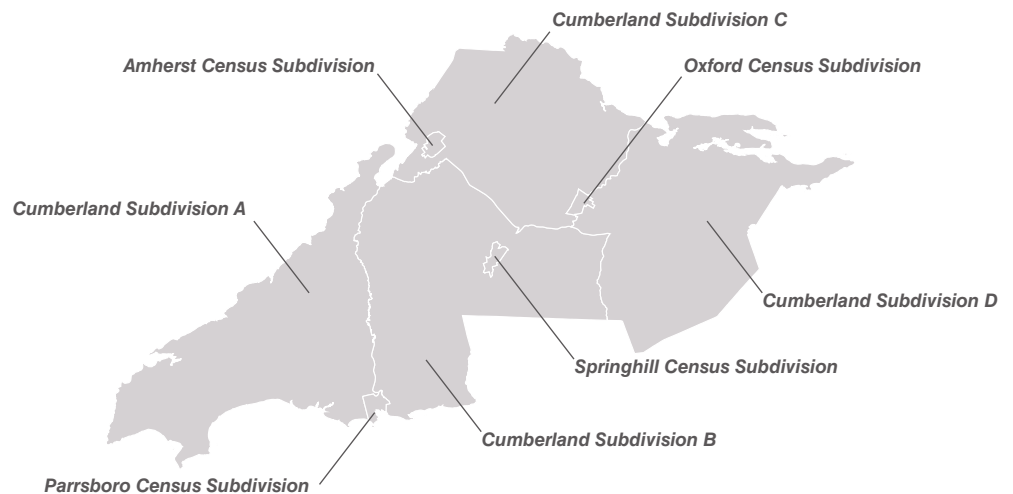 Cumberland Subdivision C
Amherst Census Subdivision
Oxford Census Subdivision
Cumberland Subdivision A
Cumberland Subdivision D
Springhill Census Subdivision
Cumberland Subdivision B
Parrsboro Census Subdivision